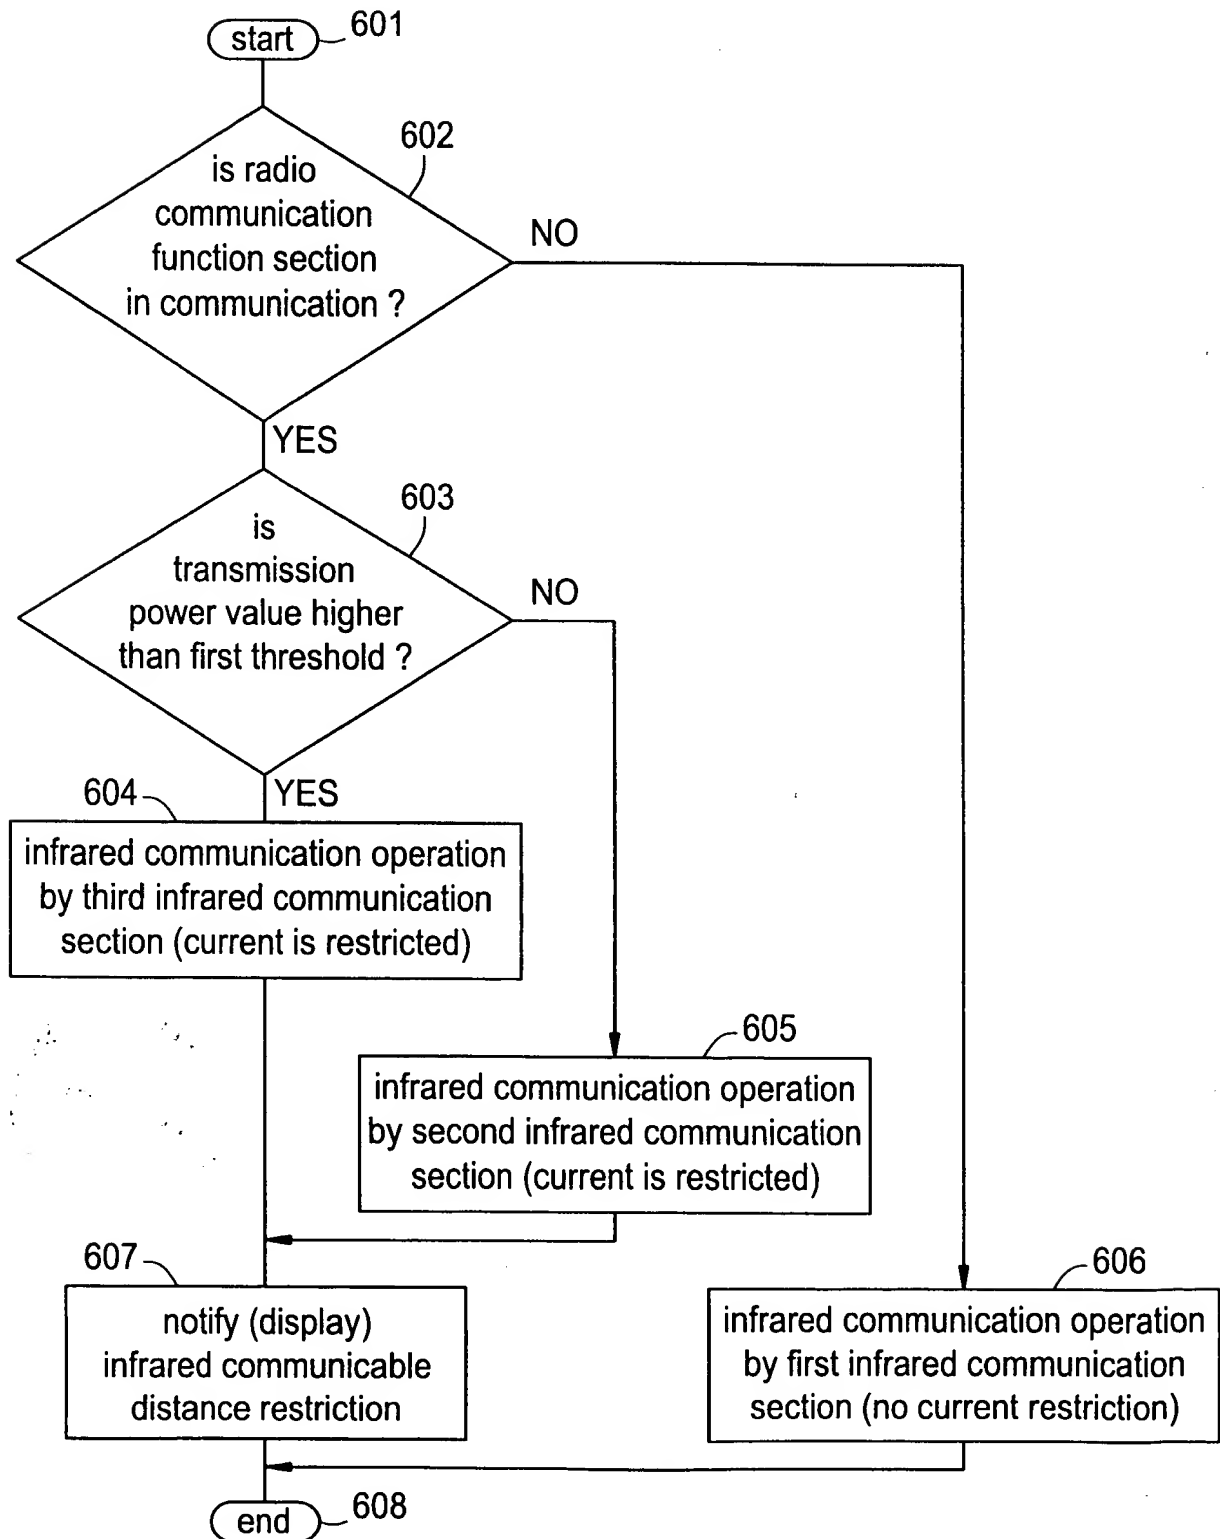 start
601
602
is radio
communication
function section
in communication ?
NO
YES
603
is
transmission
power value higher
than first threshold ?
NO
YES
604
infrared communication operation
by third infrared communication
section (current is restricted)
605
infrared communication operation
by second infrared communication
section (current is restricted)
607
notify (display)
infrared communicable
distance restriction
606
infrared communication operation
by first infrared communication
section (no current restriction)
end
608